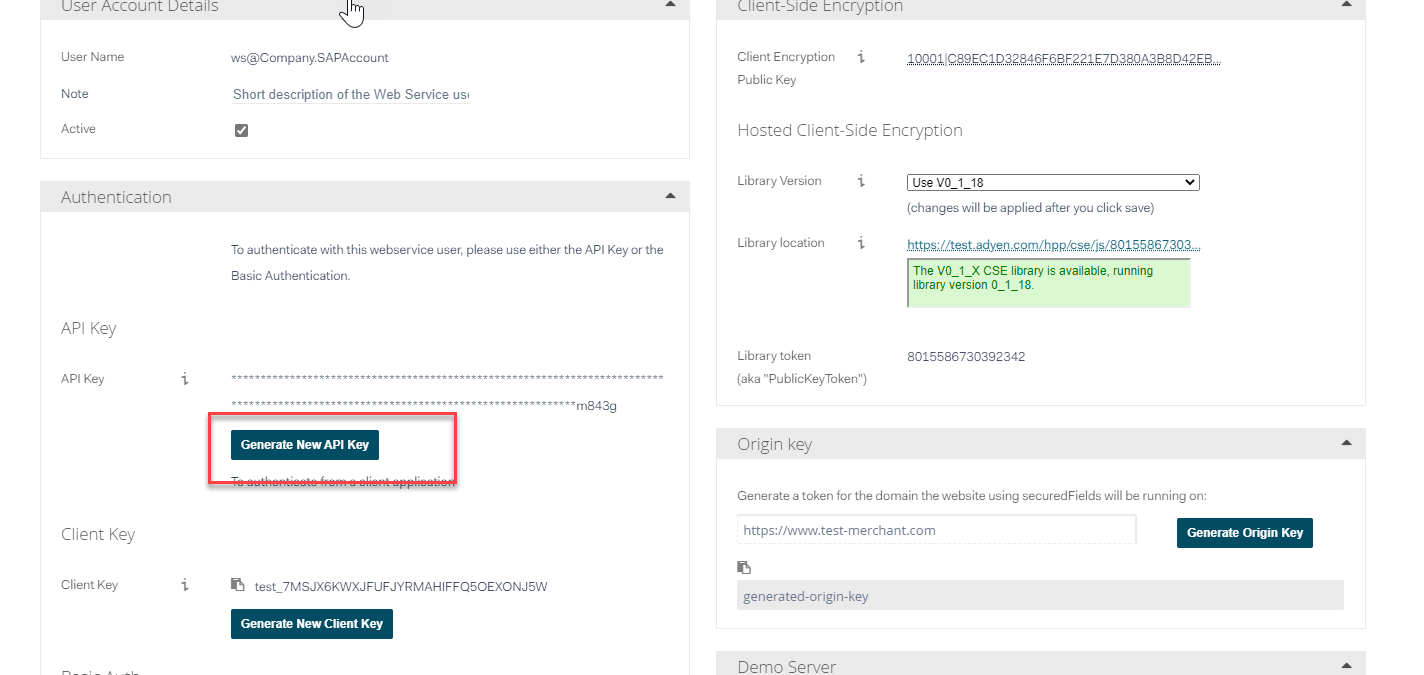 User Account Details
User Name
ws@Company.SAPAccount
Note
Short description of the Web Service use
Active
Authentication
To authenticate with this webservice user, please use either the API Key or the
Basic Authentication.
API Key
API Key
**************************************************************************
***********************************************************m843g
Generate New API Key
To authenticate from a client application
Client Key
Client Key
test_7MSJX6KWXJFUFJYRMAHIFFQ5OEXONJ5W
Generate New Client Key
Basic Auth
Client-Side Encryption
Client Encryption
Public Key
10001|C89EC1D32846F6BF221E7D380A3B8D42EB...
Hosted Client-Side Encryption
Library Version
Use V0_1_18
(changes will be applied after you click save)
Library location
https://test.adyen.com/hpp/cse/js/80155867303...
The V0_1_X CSE library is available, running
library version 0_1_18.
Library token
(aka "PublicKeyToken")
8015586730392342
Origin key
Generate a token for the domain the website using securedFields will be running on:
https://www.test-merchant.com
Generate Origin Key
generated-origin-key
Demo Server